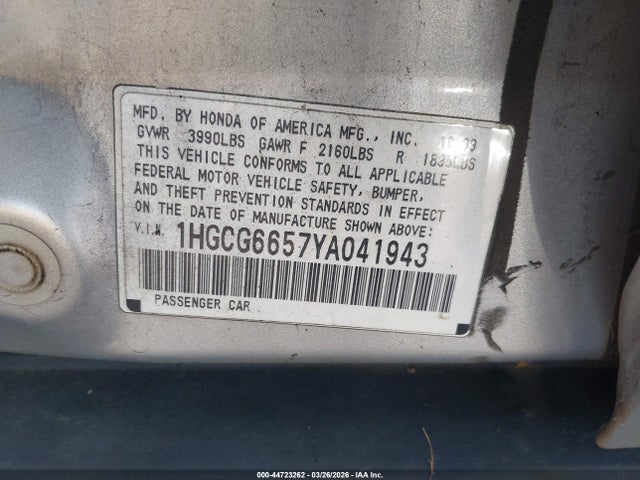 MFD. BY HONDA OF AMERICA MFG., INC.
GVWR 3990LBS GAWR F 2160LBS R 1835LBS
THIS VEHICLE CONFORMS TO ALL APPLICABLE
FEDERAL MOTOR VEHICLE SAFETY, BUMPER,
AND THEFT PREVENTION STANDARDS IN EFFECT
ON THE DATE OF MANUFACTURE SHOWN ABOVE:
V.I.N. 1HGCG6657YA041943
PASSENGER CAR
000-44723262 | 03/26/2026 | IAA Inc.